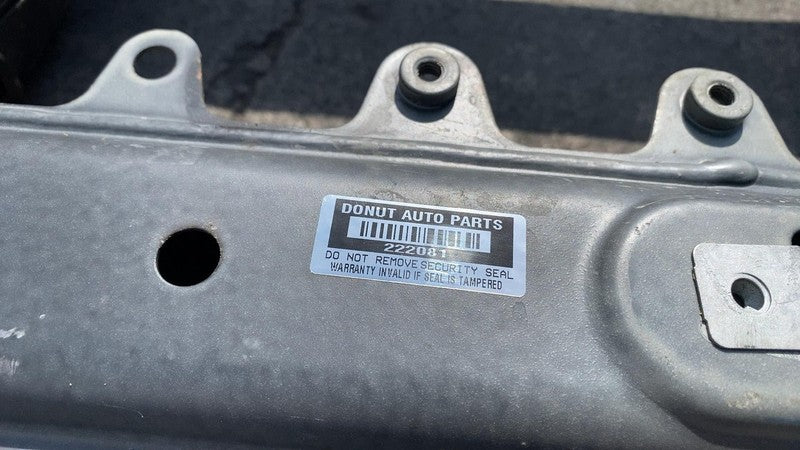 DONUT AUTO PARTS
222081
DO NOT REMOVE SECURITY SEAL
WARRANTY INVALID IF SEAL IS TAMPERED